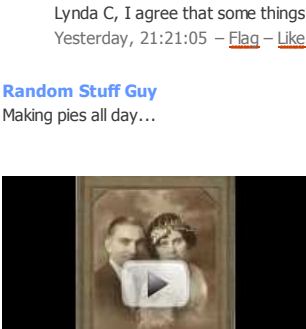 Lynda C, I agree that some things
Yesterday, 21:21:05 – Flag – Like
Random Stuff Guy
Making pies all day...